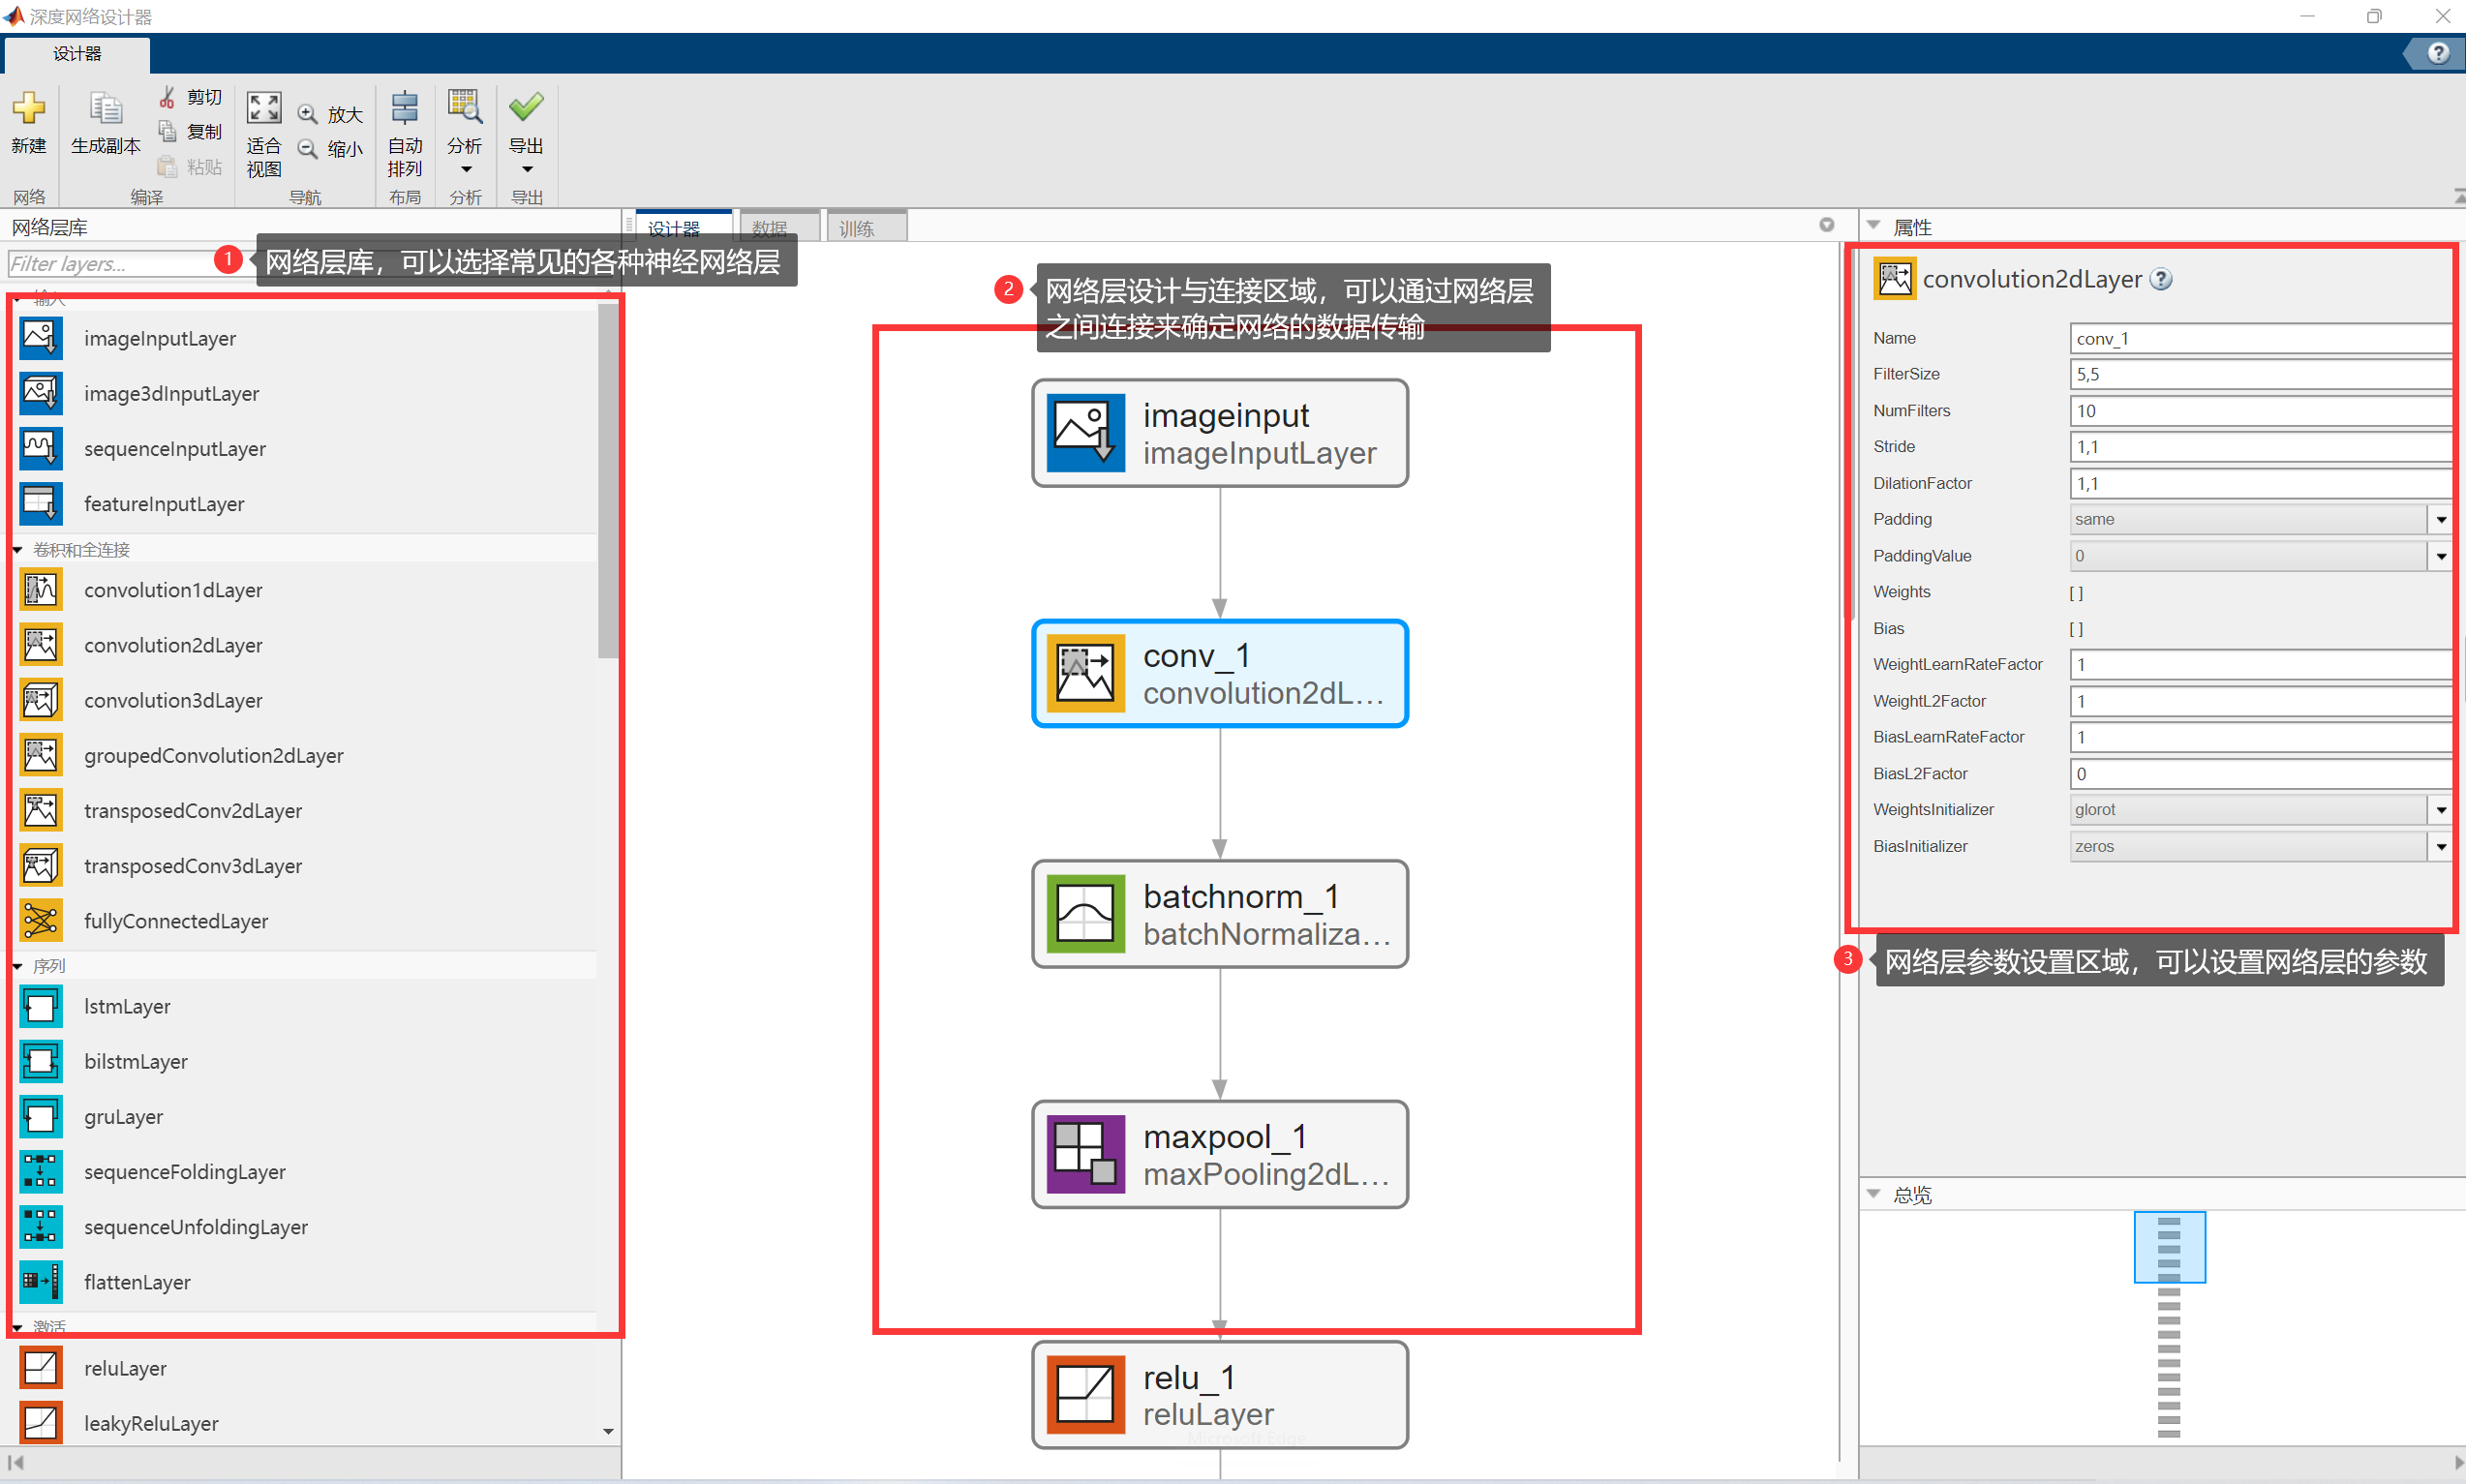 深度网络设计器
设计器
新建
生成副本
剪切
复制
粘贴
适合
视图
放大
缩小
自动
排列
分析
导出
网络
编译
导航
布局
分析
导出
网络层库
设计器
数据
训练
属性
Filter layers...
1
网络层库，可以选择常见的各种神经网络层
输入
imageInputLayer
image3dInputLayer
sequenceInputLayer
featureInputLayer
卷积和全连接
convolution1dLayer
convolution2dLayer
convolution3dLayer
groupedConvolution2dLayer
transposedConv2dLayer
transposedConv3dLayer
fullyConnectedLayer
序列
lstmLayer
bilstmLayer
gruLayer
sequenceFoldingLayer
sequenceUnfoldingLayer
flattenLayer
激活
reluLayer
leakyReluLayer
2
网络层设计与连接区域，可以通过网络层
之间连接来确定网络的数据传输
imageinput
imageInputLayer
conv_1
convolution2dL...
batchnorm_1
batchNormaliza...
maxpool_1
maxPooling2dL...
relu_1
reluLayer
Microsoft Edge
convolution2dLayer
Name conv_1
FilterSize 5,5
NumFilters 10
Stride 1,1
DilationFactor 1,1
Padding same
PaddingValue 0
Weights [ ]
Bias [ ]
WeightLearnRateFactor 1
WeightL2Factor 1
BiasLearnRateFactor 1
BiasL2Factor 0
WeightsInitializer glorot
BiasInitializer zeros
3
网络层参数设置区域，可以设置网络层的参数
总览